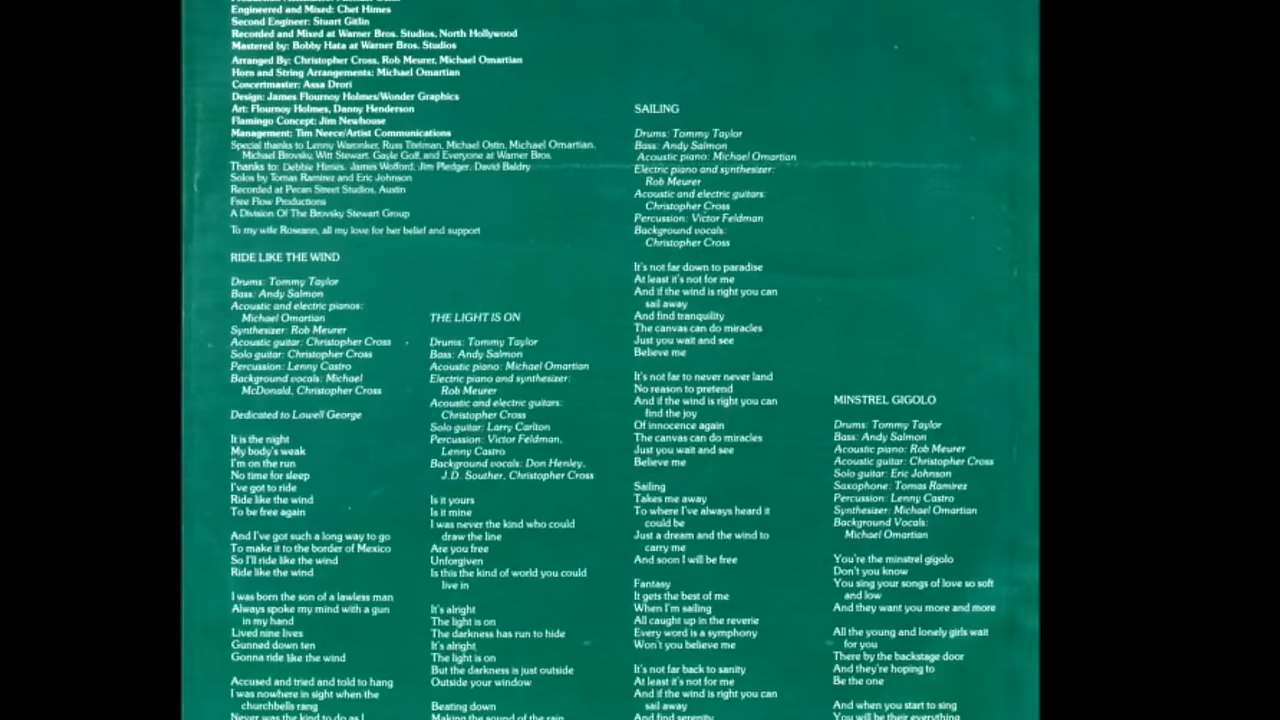 Engineered and Mixed: Chet Himes
Second Engineer: Stuart Gitlin
Recorded and Mixed at Warner Bros. Studios, North Hollywood
Mastered by: Bobby Hata at Warner Bros. Studios
Arranged By: Christopher Cross, Rob Meurer, Michael Omartian
Horn and String Arrangements: Michael Omartian
Concertmaster: Assa Drori
Design: James Flournoy Holmes/Wonder Graphics
Art: Flournoy Holmes, Danny Henderson
Flamingo Concept: Jim Newhouse
Management: Tim Neece/Artist Communications
Special thanks to Lenny Waronker, Russ Titelman, Michael Ostin, Michael Omartian,
Michael Brovsky, Witt Stewart, Gayle Goff, and Everyone at Warner Bros.
Thanks to: Debbie Himes, James Wofford, Jim Pledger, David Baldry
Solos by Tomas Ramirez and Eric Johnson
Recorded at Pecan Street Studios, Austin
Free Flow Productions
A Division Of The Brovsky Stewart Group
To my wife Roseann, all my love for her belief and support
RIDE LIKE THE WIND
Drums: Tommy Taylor
Bass: Andy Salmon
Acoustic and electric pianos:
Michael Omartian
Synthesizer: Rob Meurer
Acoustic guitar: Christopher Cross
Solo guitar: Christopher Cross
Percussion: Lenny Castro
Background vocals: Michael
McDonald, Christopher Cross
Dedicated to Lowell George
It is the night
My body's weak
I'm on the run
No time for sleep
I've got to ride
Ride like the wind
To be free again
And I've got such a long way to go
To make it to the border of Mexico
So I'll ride like the wind
Ride like the wind
I was born the son of a lawless man
Always spoke my mind with a gun
in my hand
Lived nine lives
Gunned down ten
Gonna ride like the wind
Accused and tried and told to hang
I was nowhere in sight when the
churchbells rang
Never was the kind to do as I
THE LIGHT IS ON
Drums: Tommy Taylor
Bass: Andy Salmon
Acoustic piano: Michael Omartian
Electric piano and synthesizer:
Rob Meurer
Acoustic and electric guitars:
Christopher Cross
Solo guitar: Larry Carlton
Percussion: Victor Feldman,
Lenny Castro
Background vocals: Don Henley,
J.D. Souther, Christopher Cross
Is it yours
Is it mine
I was never the kind who could
draw the line
Are you free
Unforgiven
Is this the kind of world you could
live in
It's alright
The light is on
The darkness has run to hide
It's alright
The light is on
But the darkness is just outside
Outside your window
Beating down
Making the sound of the rain
SAILING
Drums: Tommy Taylor
Bass: Andy Salmon
Acoustic piano: Michael Omartian
Electric piano and synthesizer:
Rob Meurer
Acoustic and electric guitars:
Christopher Cross
Percussion: Victor Feldman
Background vocals:
Christopher Cross
It's not far down to paradise
At least it's not for me
And if the wind is right you can
sail away
And find tranquility
The canvas can do miracles
Just you wait and see
Believe me
It's not far to never never land
No reason to pretend
And if the wind is right you can
find the joy
Of innocence again
The canvas can do miracles
Just you wait and see
Believe me
Sailing
Takes me away
To where I've always heard it
could be
Just a dream and the wind to
carry me
And soon I will be free
Fantasy
It gets the best of me
When I'm sailing
All caught up in the reverie
Every word is a symphony
Won't you believe me
It's not far back to sanity
At least it's not for me
And if the wind is right you can
sail away
And find serenity
MINSTREL GIGOLO
Drums: Tommy Taylor
Bass: Andy Salmon
Acoustic piano: Rob Meurer
Acoustic guitar: Christopher Cross
Solo guitar: Eric Johnson
Saxophone: Tomas Ramirez
Percussion: Lenny Castro
Synthesizer: Michael Omartian
Background Vocals:
Michael Omartian
You're the minstrel gigolo
Don't you know
You sing your songs of love so soft
and low
And they want you more and more
All the young and lonely girls wait
for you
There by the backstage door
And they're hoping to
Be the one
And when you start to sing
You will be their everything